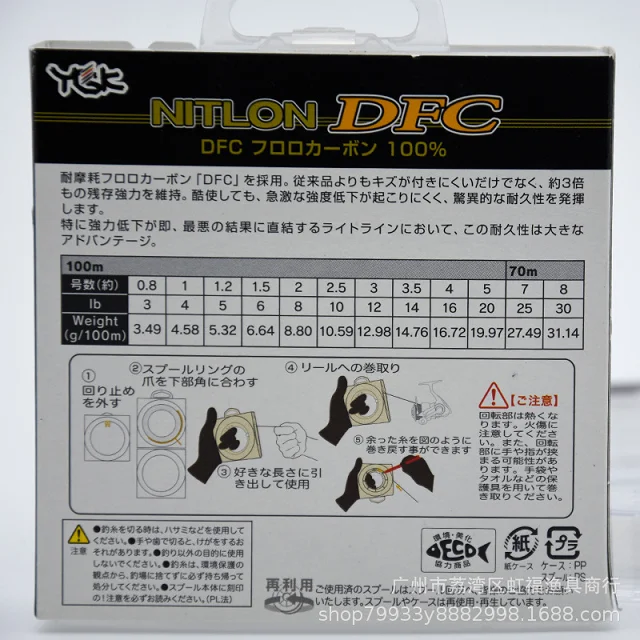 YGK
NITLON DFC
DFC フロロカーボン 100%
耐摩耗フロロカーボン「DFC」を採用。従来品よりもキズが付きにくいだけでなく、約3倍
もの残存強力を維持。酷使しても、急激な強度低下が起こりにくく、驚異的な耐久性を発揮
します。
特に強力低下が即、最悪の結果に直結するライトラインにおいて、この耐久性は大きな
アドバンテージ。
100m 70m
号数(約) 0.8 1 1.2 1.5 2 2.5 3 3.5 4 5 7 8
lb 3 4 5 6 8 10 12 14 16 20 25 30
Weight (g/100m) 3.49 4.58 5.32 6.64 8.80 10.59 12.98 14.76 16.72 19.97 27.49 31.14
①
回り止め
を外す
②スプールリングの
爪を下部角に合わす
③ 好きな長さに引
き出して使用
④ リールへの巻取り
⑤ 余った糸を図のように
巻き戻す事ができます
【ご注意】
回転部は熱くな
ります。火傷に
注意してくださ
い。また、回転
部に手や指が挟
まる可能性があ
ります。手袋や
タオルなどの保
護具を用いて巻
き取りください。
●釣糸を切る時は、ハサミなどを使用して
ください。●手や歯で切ると、けがをするお
それがあります。●釣り以外の目的に使用
しないでください。●釣糸は、環境保護の
観点から、釣場に捨てずに必ず持ち帰って
処分してください。●スプール本体に刻印
の！注意を必ずお読みください。(PL法)
注意
環境・美化
ECO
協力商品
紙
紙ケース
プラ
ケース:PP
再利用
ご使用済のスプールは、
いたします。スプールやケースは再使用・再生しています。
广州市荔湾区虹福渔具商行
shop79933y8882998.1688.com